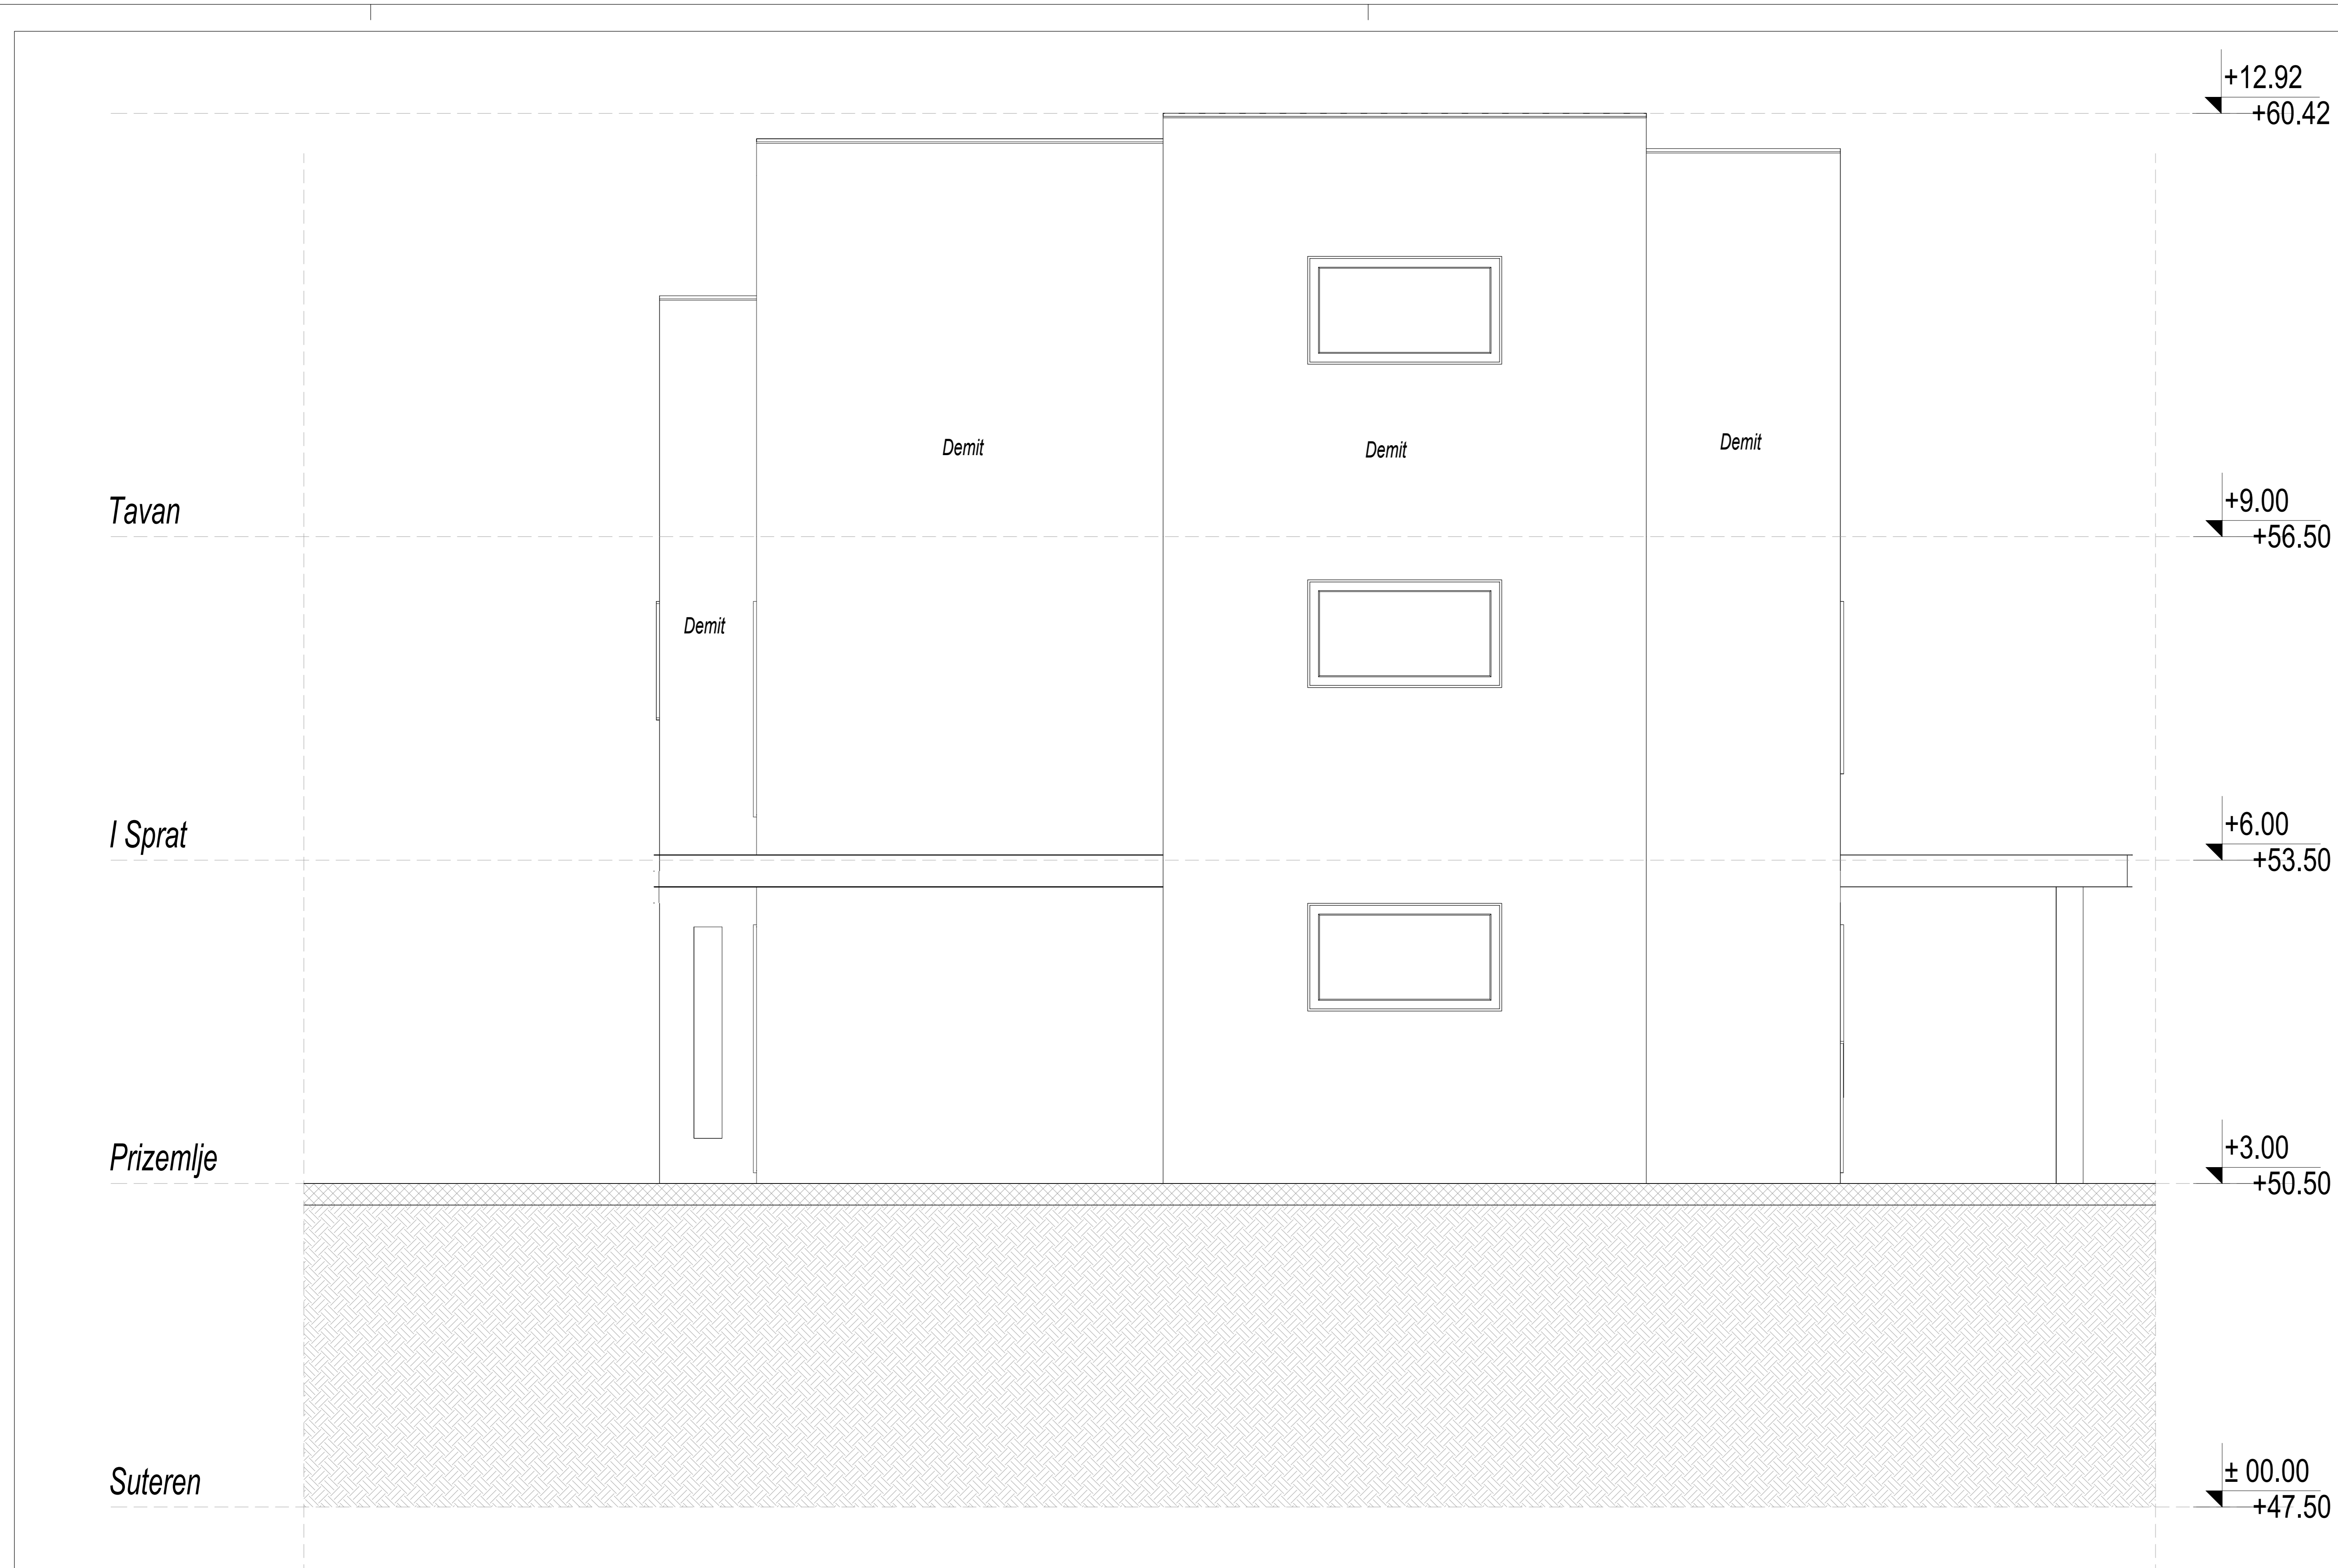 +12.92
+60.42
Demit
Demit
Demit
Tavan
+9.00
+56.50
Demit
I Sprat
+6.00
+53.50
Prizemlje
+3.00
+50.50
Suteren
± 00.00
+47.50